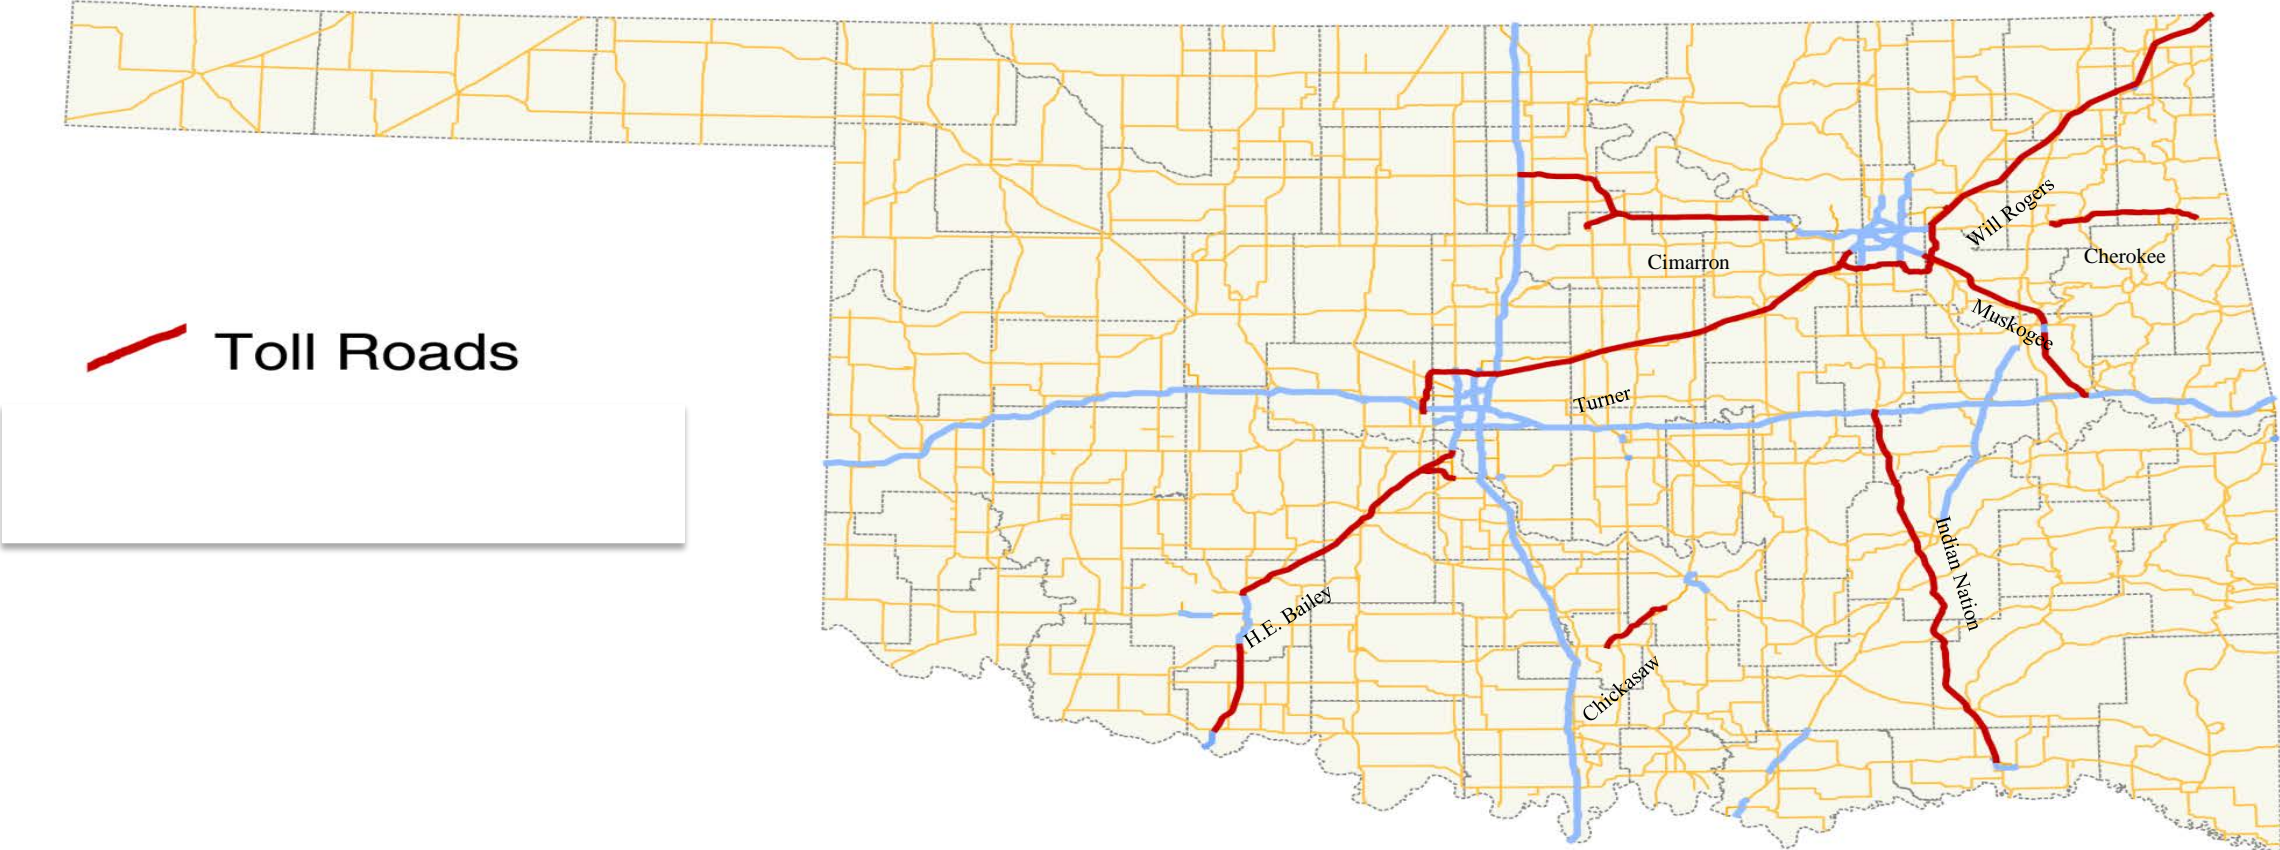 Will Rogers
Cherokee
Cimarron
Muskogee
Toll Roads
Turner
Indian Nation
H.E. Bailey
Chickasaw